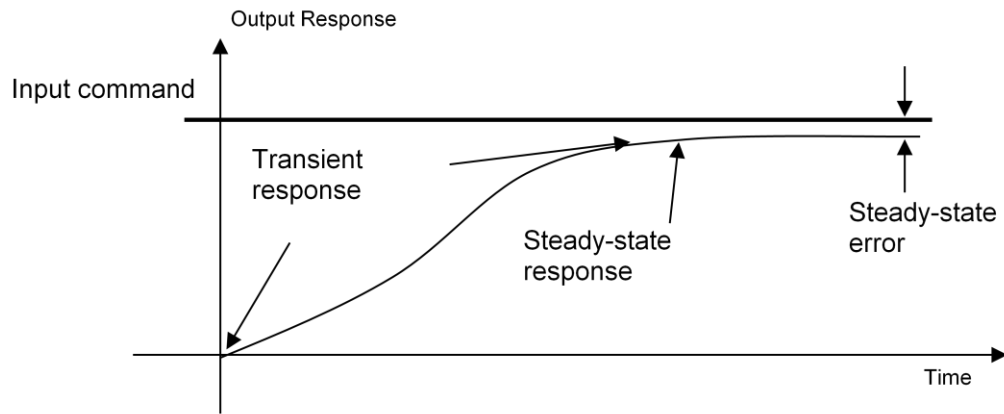 Output Response
Input command
Transient
response
Steady-state
response
Steady-state
error
Time